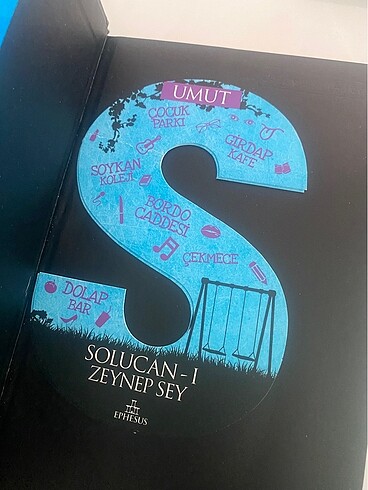 UMUT
ÇOCUK
PARKI
GİRDAP
KAFE
SOYKAN
KOLEJİ
BORDO
CADDESİ
ÇEKMECE
DOLAP
BAR
SOLUCAN - I
ZEYNEP SEY
EPHESUS